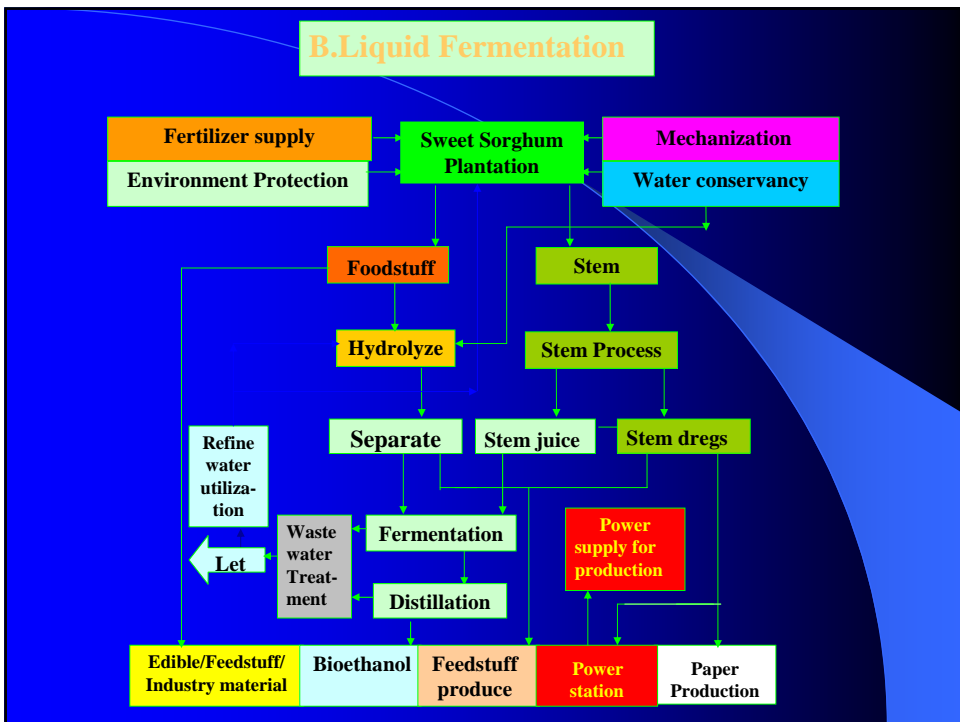 B.Liquid Fermentation
Fertilizer supply
Environment Protection
Sweet Sorghum
Plantation
Mechanization
Water conservancy
Foodstuff
Stem
Hydrolyze
Stem Process
Separate
Stem juice
Stem dregs
Refine
water
utiliza-
tion
Let
Waste
water
Treat-
ment
Fermentation
Distillation
Power
supply for
production
Edible/Feedstuff/
Industry material
Bioethanol
Feedstuff
produce
Power
station
Paper
Production